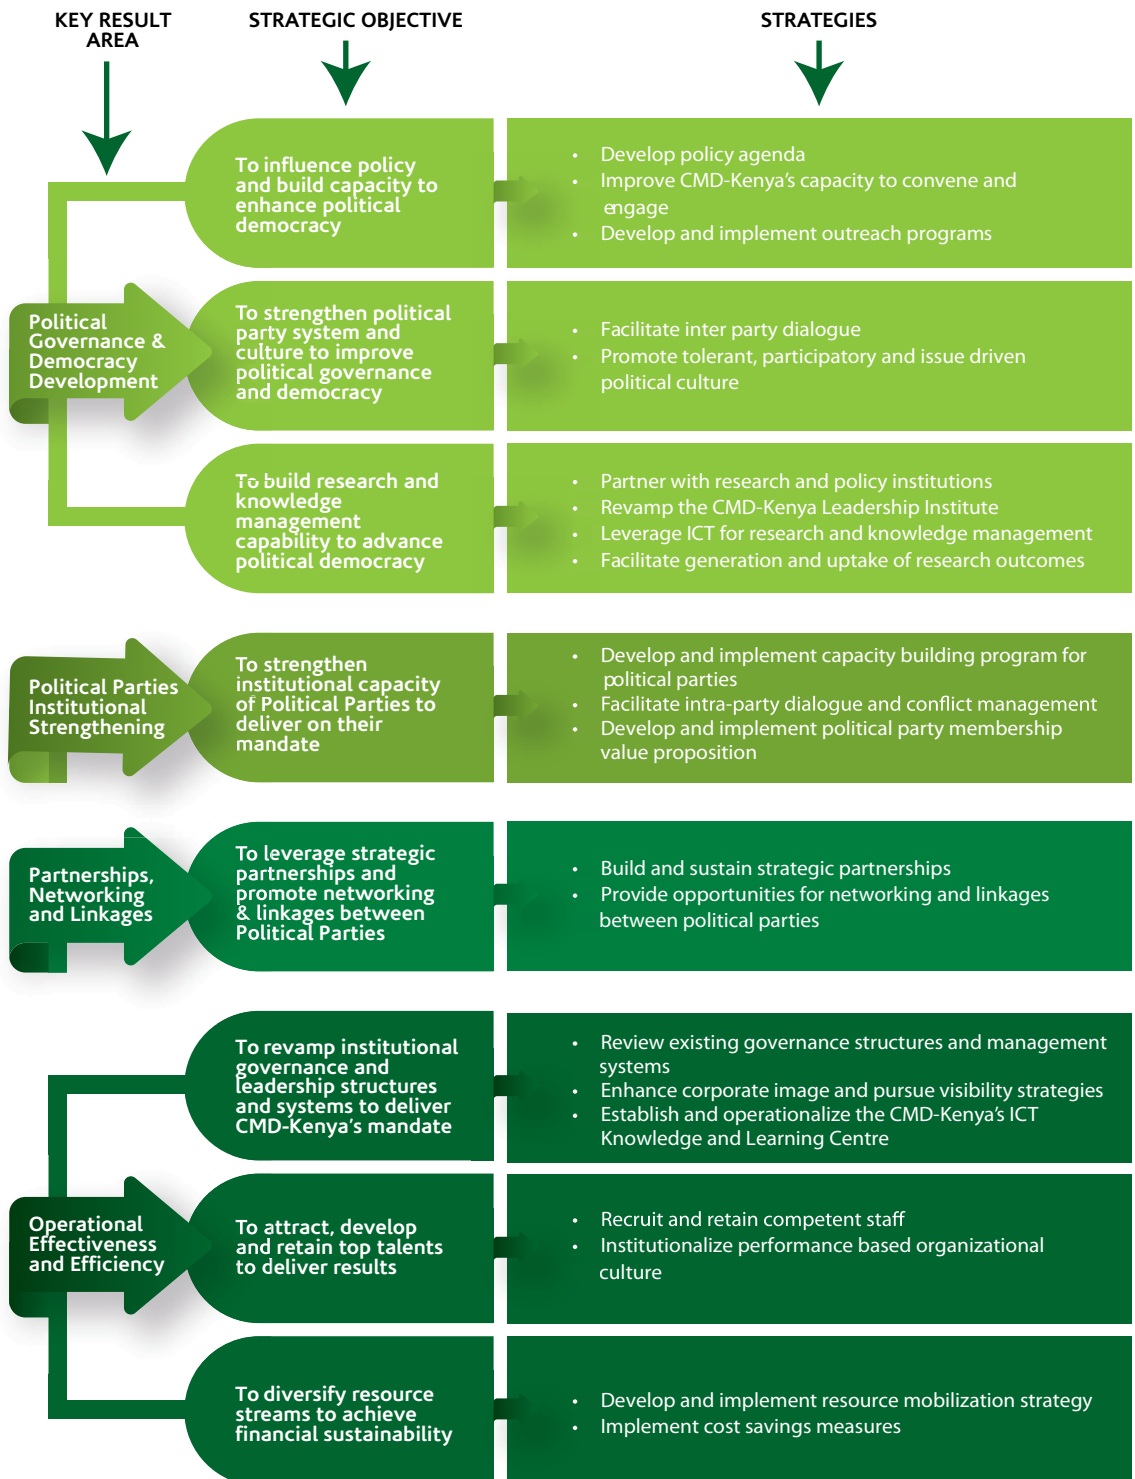 KEY RESULT
AREA
STRATEGIC OBJECTIVE
STRATEGIES
Political
Governance &
Democracy
Development
To influence policy
and build capacity to
enhance political
democracy
• Develop policy agenda
• Improve CMD-Kenya's capacity to convene and
engage
• Develop and implement outreach programs
To strengthen political
party system and
culture to improve
political governance
and democracy
• Facilitate inter party dialogue
• Promote tolerant, participatory and issue driven
political culture
To build research and
knowledge
management
capability to advance
political democracy
• Partner with research and policy institutions
• Revamp the CMD-Kenya Leadership Institute
• Leverage ICT for research and knowledge management
• Facilitate generation and uptake of research outcomes
Political Parties
Institutional
Strengthening
To strengthen
institutional capacity
of Political Parties to
deliver on their
mandate
• Develop and implement capacity building program for
political parties
• Facilitate intra-party dialogue and conflict management
• Develop and implement political party membership
value proposition
Partnerships,
Networking
and Linkages
To leverage strategic
partnerships and
promote networking
& linkages between
Political Parties
• Build and sustain strategic partnerships
• Provide opportunities for networking and linkages
between political parties
Operational
Effectiveness
and Efficiency
To revamp institutional
governance and
leadership structures
and systems to deliver
CMD-Kenya's mandate
• Review existing governance structures and management
systems
• Enhance corporate image and pursue visibility strategies
• Establish and operationalize the CMD-Kenya's ICT
Knowledge and Learning Centre
To attract, develop
and retain top talents
to deliver results
• Recruit and retain competent staff
• Institutionalize performance based organizational
culture
To diversify resource
streams to achieve
financial sustainability
• Develop and implement resource mobilization strategy
• Implement cost savings measures